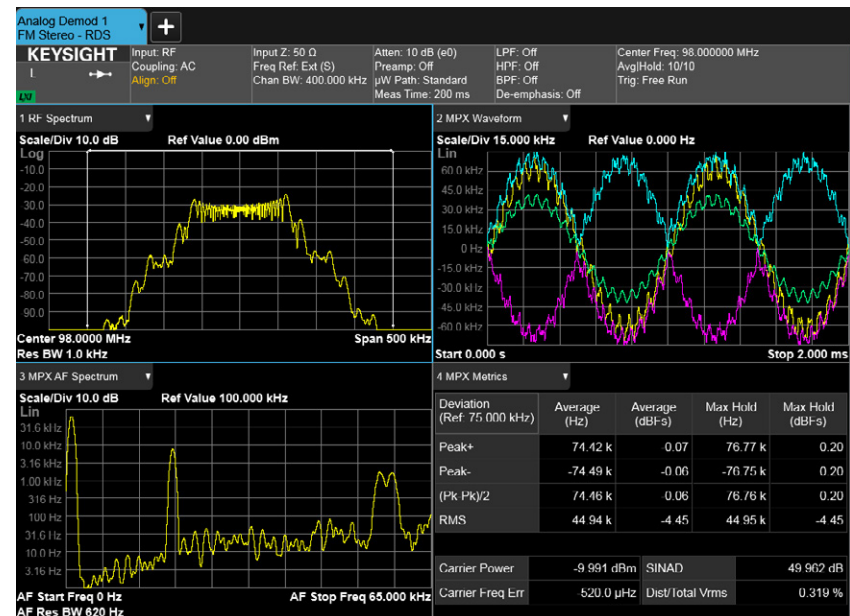 Analog Demod 1
FM Stereo - RDS
KEYSIGHT
L
LXI
Input: RF
Coupling: AC
Align: Off
Input Z: 50 Ω
Freq Ref: Ext (S)
Chan BW: 400.000 kHz
Atten: 10 dB (e0)
Preamp: Off
µW Path: Standard
Meas Time: 200 ms
LPF: Off
HPF: Off
BPF: Off
De-emphasis: Off
Center Freq: 98.000000 MHz
Avg|Hold: 10/10
Trig: Free Run
1 RF Spectrum
Scale/Div 10.0 dB Ref Value 0.00 dBm
Log
-10.0
-20.0
30.0
-40.0
-50.0
60.0
-70.0
-80.0
90.0
Center 98.0000 MHz Span 500 kHz
Res BW 1.0 kHz
2 MPX Waveform
Scale/Div 15.000 kHz Ref Value 0.000 Hz
Lin
60.0 kHz
45.0 kHz
30.0 kHz
15.0 kHz
0 Hz
-15.0 kHz
-30.0 kHz
-45.0 kHz
-60.0 kHz
Start 0.000 s Stop 2.000 ms
3 MPX AF Spectrum
Scale/Div 10.0 dB Ref Value 100.000 kHz
Lin
31.6 kHz
10.0 kHz
3.16 kHz
1.00 kHz
316 Hz
100 Hz
31.6 Hz
10.0 Hz
3.16 Hz
AF Start Freq 0 Hz AF Stop Freq 65.000 kHz
AF Res BW 620 Hz
4 MPX Metrics
Deviation (Ref: 75.000 kHz) Average (Hz) Average (dBFs) Max Hold (Hz) Max Hold (dBFs)
Peak+ 74.42 k -0.07 76.77 k 0.20
Peak- -74.49 k -0.06 -76.75 k 0.20
(Pk-Pk)/2 74.46 k -0.06 76.76 k 0.20
RMS 44.94 k -4.45 44.95 k -4.45
Carrier Power -9.991 dBm SINAD 49.962 dB
Carrier Freq Err -520.0 µHz Dist/Total Vrms 0.319 %